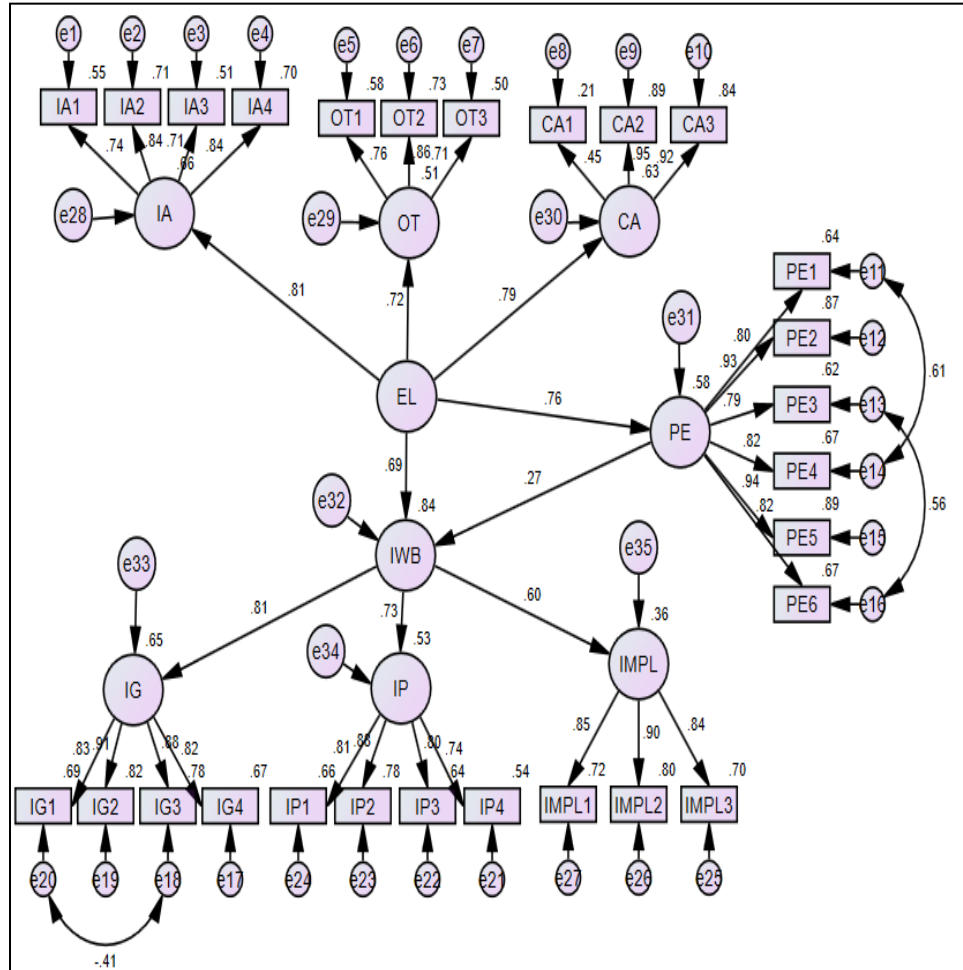 e1 e2 e3 e4 e5 e6 e7 e8 e9 e10
.55 .71 .51 .70 .58 .73 .50 .21 .89 .84
IA1 IA2 IA3 IA4 OT1 OT2 OT3 CA1 CA2 CA3
.74 .84 .71 .84 .76 .86 .71 .45 .95 .92
.66 .51 .63
e28 IA e29 OT e30 CA
.64
PE1 e11
.81 .72 .79
e31 .80 .87
PE2 e12
.93 .62 .61
EL .76 .58 .79 PE3 e13
PE .82 .67
PE4 e14
.69 .27 .94 .56
e32 .84 .82 .89
PE5 e15
IWB e35 .67
PE6 e16
e33 .81 .73 .60
.65 e34 .53 .36
IG IP IMPL
.83 .91 .88 .82 .81 .88 .80 .74 .85 .90 .84
.69 .82 .78 .67 .66 .78 .64 .54 .72 .80 .70
IG1 IG2 IG3 IG4 IP1 IP2 IP3 IP4 IMPL1 IMPL2 IMPL3
e20 e19 e18 e17 e24 e23 e22 e21 e27 e26 e25
-.41